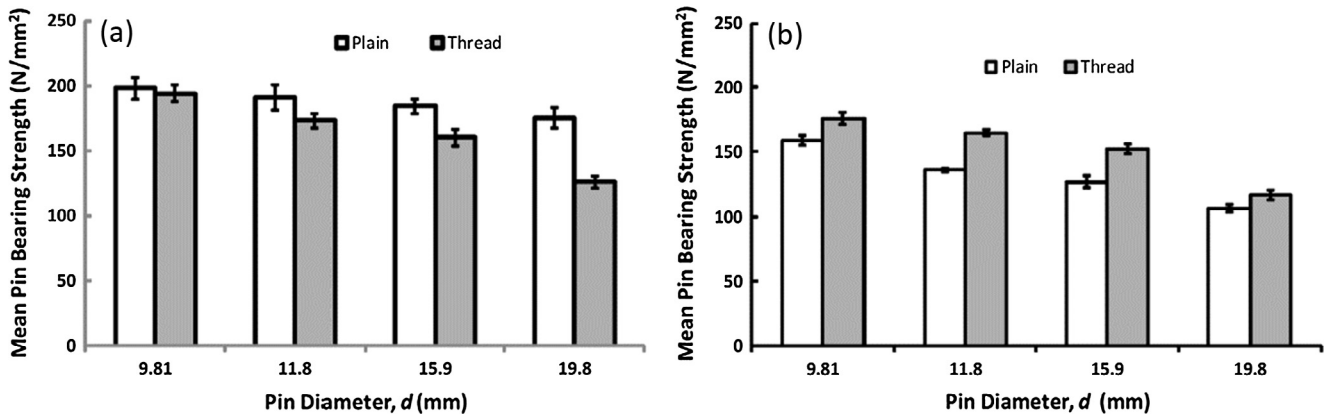 (a)
Plain Thread
Mean Pin Bearing Strength (N/mm²)
250
200
150
100
50
0
9.81 11.8 15.9 19.8
Pin Diameter, d (mm)
(b)
Plain Thread
Mean Pin Bearing Strength (N/mm²)
250
200
150
100
50
0
9.81 11.8 15.9 19.8
Pin Diameter, d (mm)